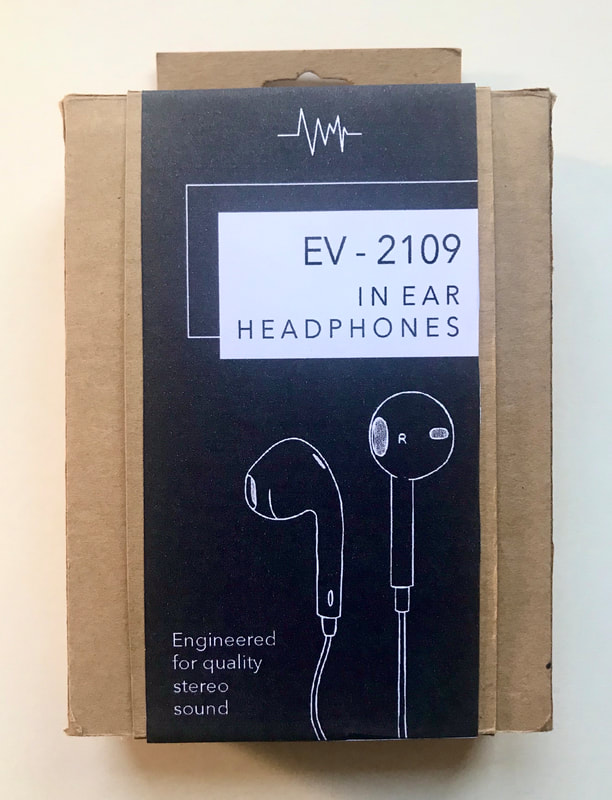 EV - 2109
IN EAR
HEADPHONES
R
Engineered
for quality
stereo
sound